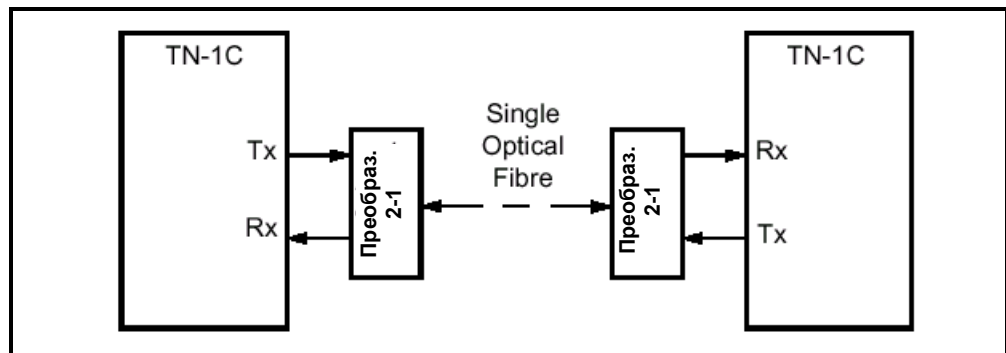 TN-1C
TN-1C
Single
Optical
Fibre
Tx
Rx
Преобраз.
2-1
Преобраз.
2-1
Rx
Tx